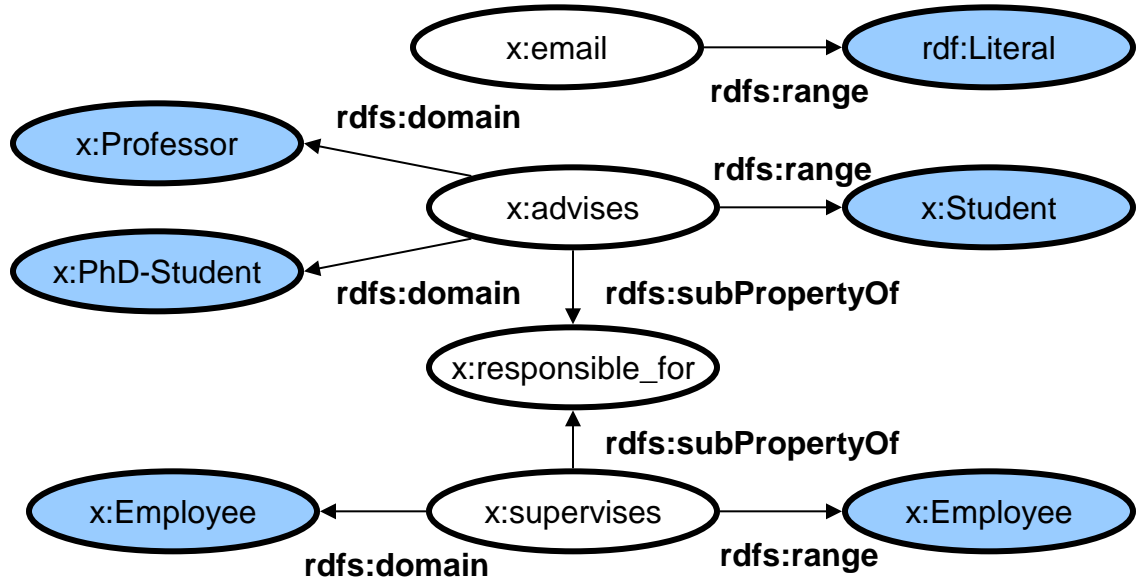 x:email
rdf:Literal
rdfs:range
rdfs:domain
x:Professor
rdfs:range
x:advises
x:Student
x:PhD-Student
rdfs:domain
rdfs:subPropertyOf
x:responsible_for
rdfs:subPropertyOf
x:Employee
x:supervises
x:Employee
rdfs:domain
rdfs:range